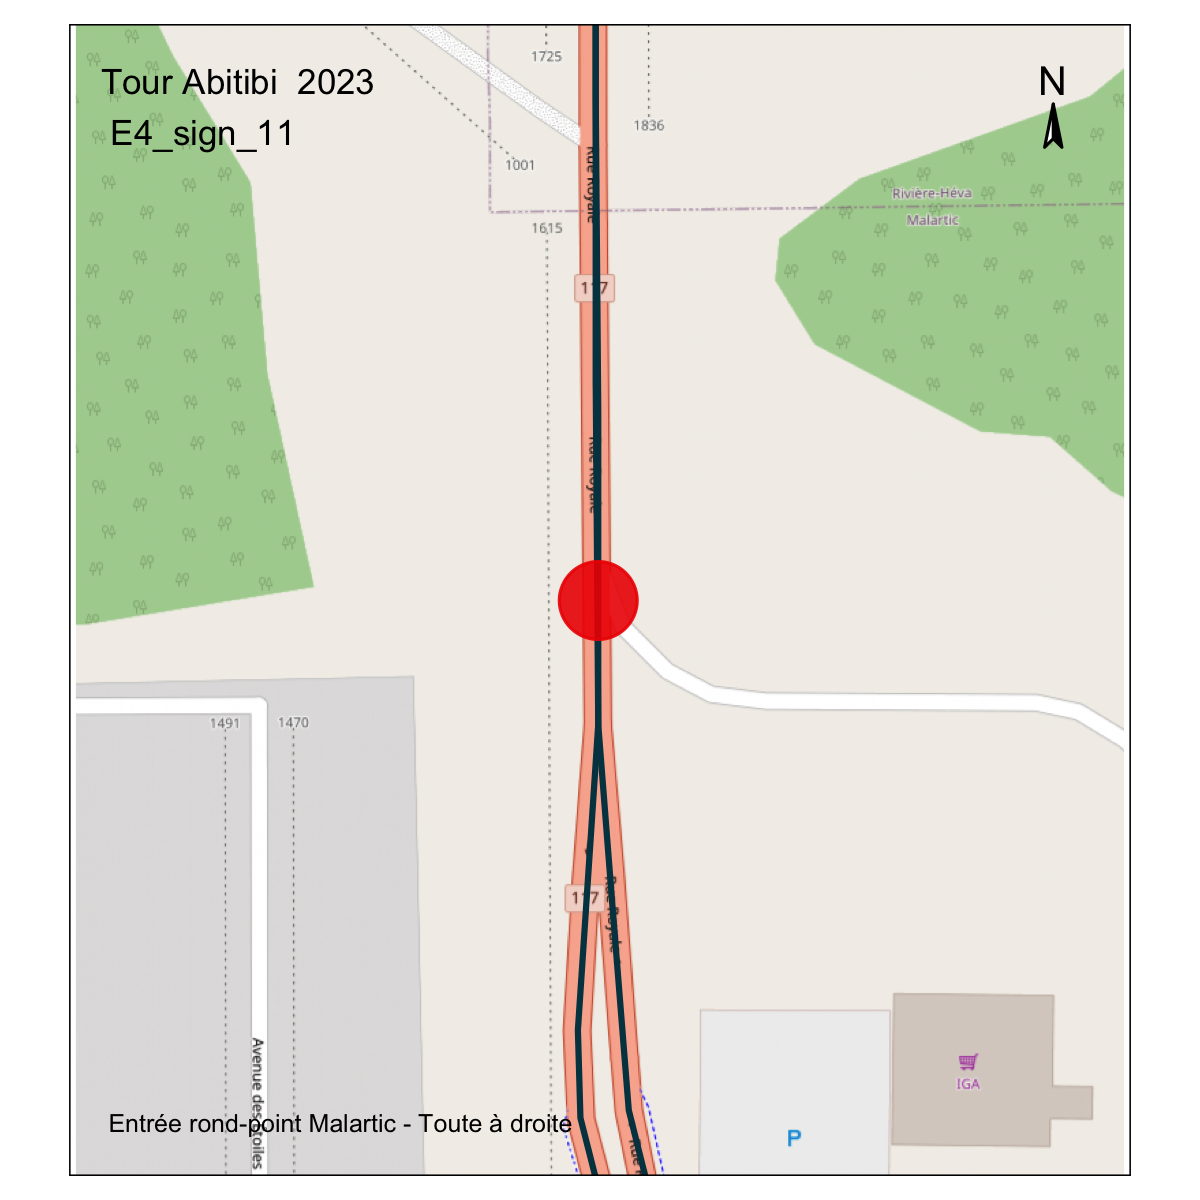 Tour Abitibi  2023
E4_sign_11
N
1725
1836
1001
Rue Royale
Rivière-Héva
Malartic
1615
117
Rue Royale
1491
1470
117
Rue Royale
Avenue des Étoiles
IGA
Entrée rond-point Malartic - Toute à droite
P